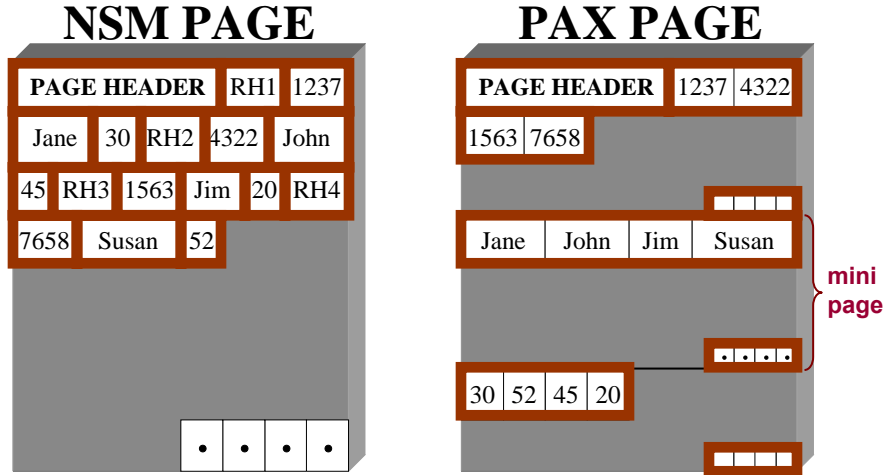 NSM PAGE
PAGE HEADER RH1 1237
Jane 30 RH2 4322 John
45 RH3 1563 Jim 20 RH4
7658 Susan 52
PAX PAGE
PAGE HEADER 1237 4322
1563 7658
Jane John Jim Susan
mini
page
30 52 45 20